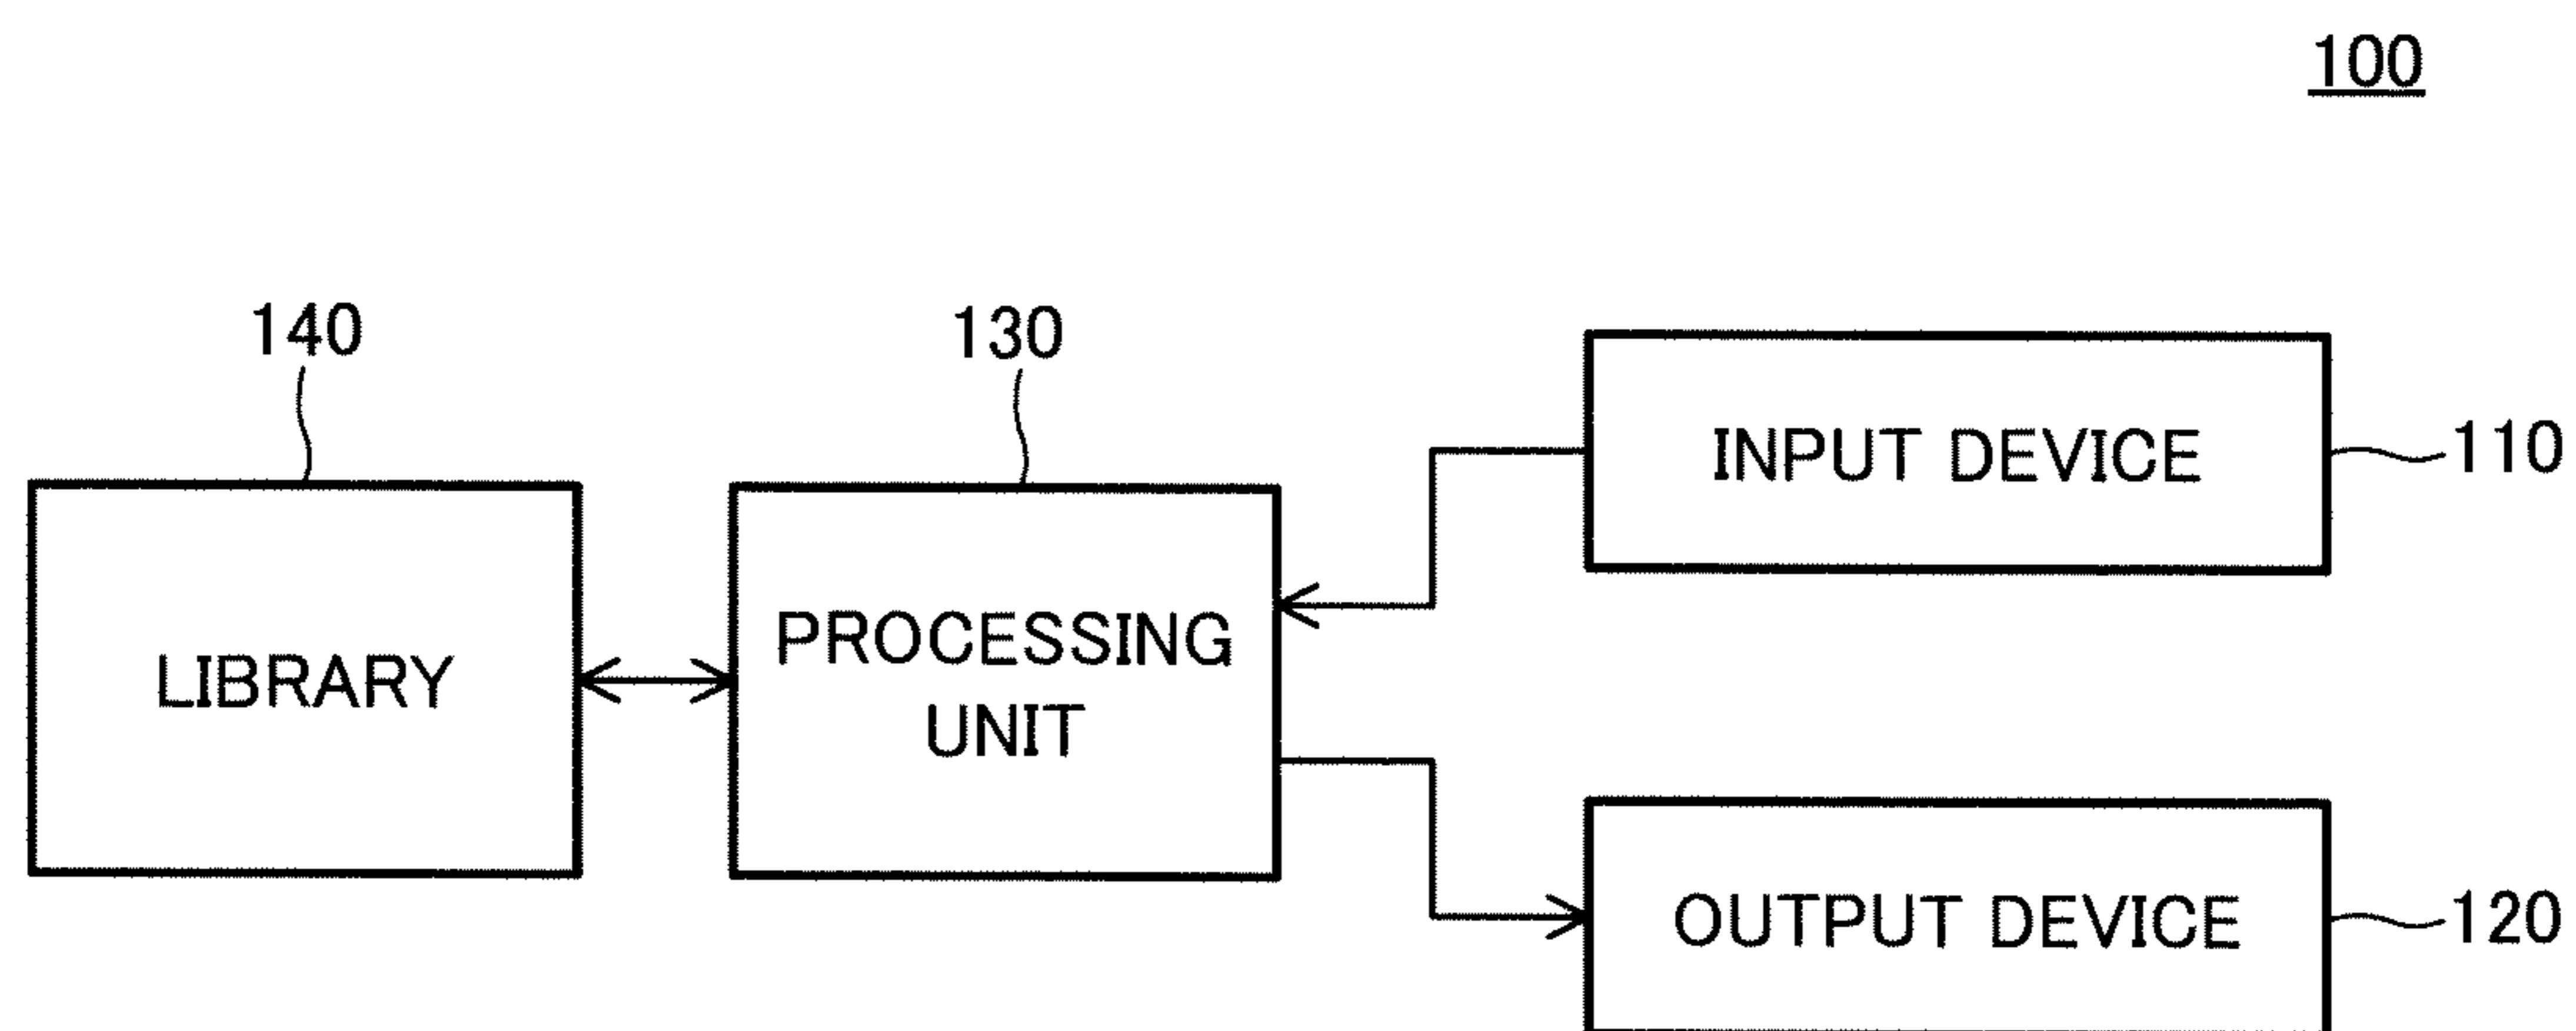 100
140
130
INPUT DEVICE
110
LIBRARY
PROCESSING
UNIT
OUTPUT DEVICE
120